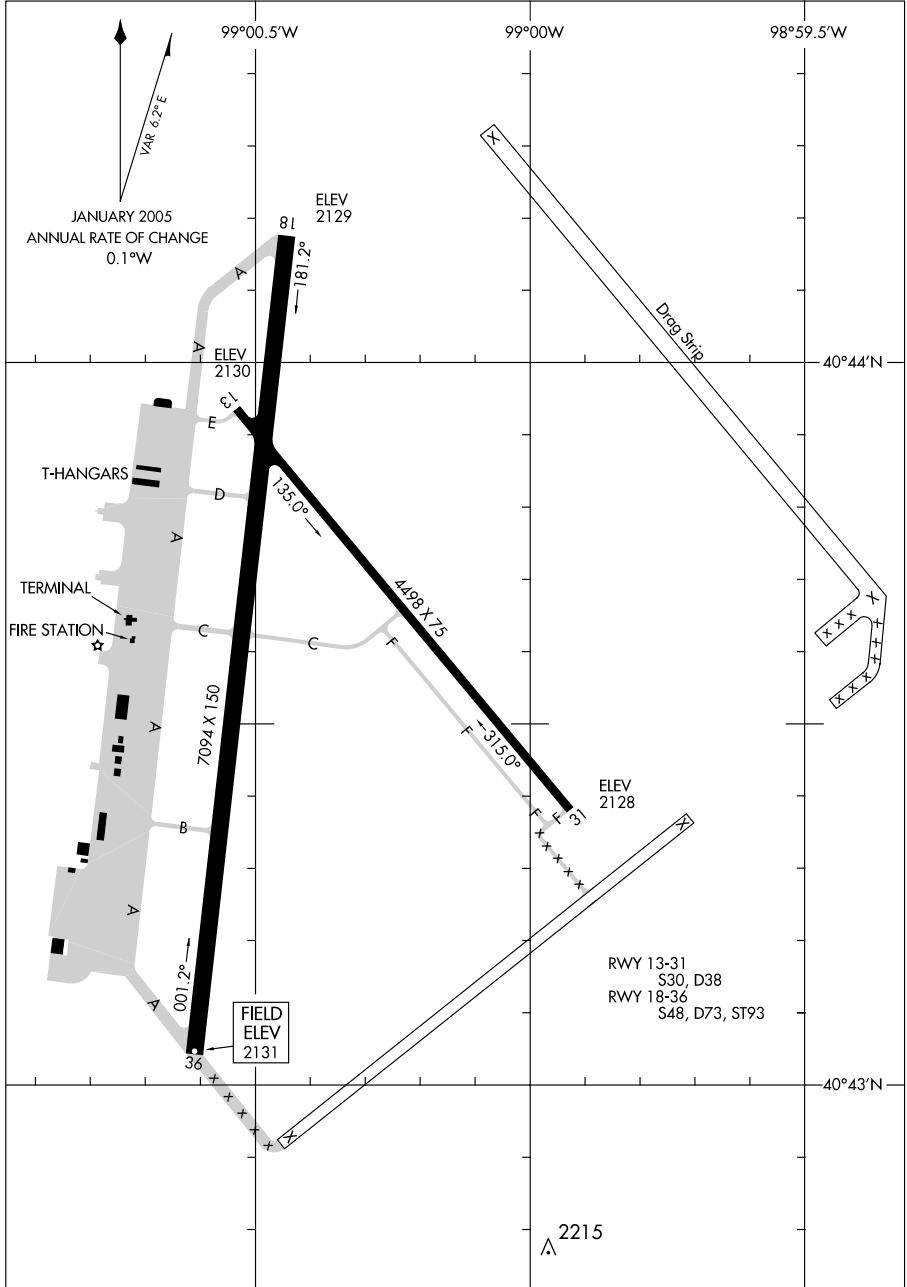 99°00.5'W
99°00'W
98°59.5'W
VAR 6.2° E
JANUARY 2005
ANNUAL RATE OF CHANGE
0.1°W
ELEV
2129
18
181.2°
A
Drag Strip
A
ELEV
2130
40°44'N
13
E
T-HANGARS
D
135.0°
A
4498 X 75
TERMINAL
FIRE STATION
C
C
F
X
7094 X 150
A
F
315.0°
ELEV
2128
F
F
31
B
X
A
RWY 13-31
S30, D38
RWY 18-36
S48, D73, ST93
001.2°
A
FIELD
ELEV
2131
36
40°43'N
X
2215